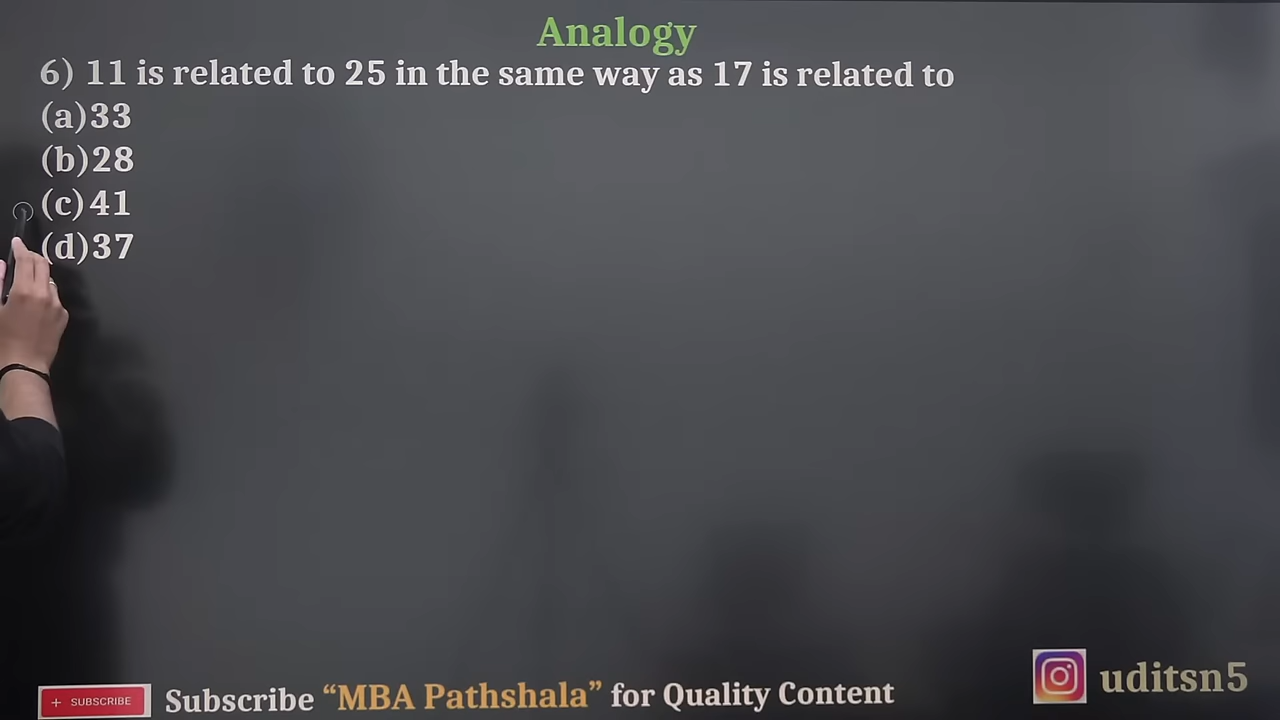 Analogy
6) 11 is related to 25 in the same way as 17 is related to
(a)33
(b)28
(c)41
(d)37
+ SUBSCRIBE
Subscribe “MBA Pathshala” for Quality Content
uditsn5